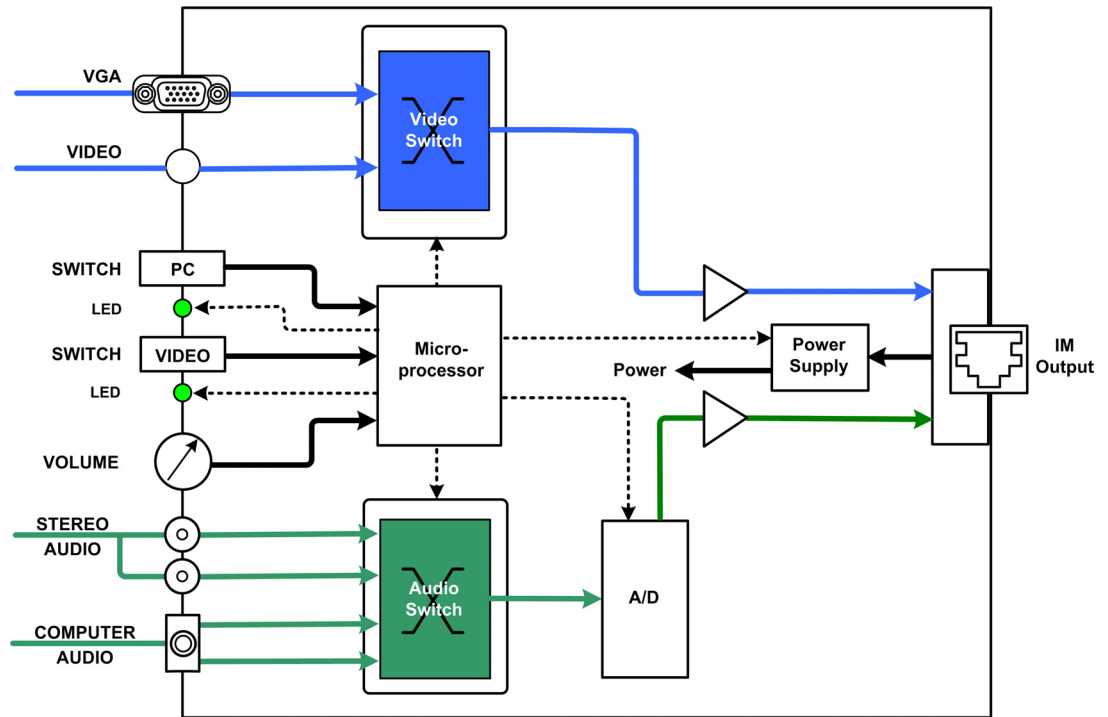 VGA
Video
Switch
VIDEO
SWITCH
PC
LED
SWITCH
VIDEO
LED
Micro-
processor
Power
Power
Supply
IM
Output
VOLUME
STEREO
AUDIO
Audio
Switch
A/D
COMPUTER
AUDIO